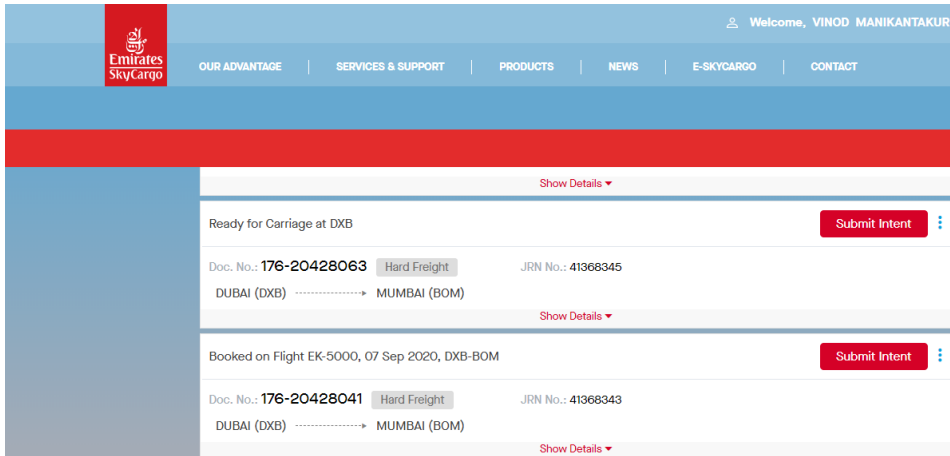 Welcome, VINOD MANIKANTAKUR
Emirates
SkyCargo
OUR ADVANTAGE
SERVICES & SUPPORT
PRODUCTS
NEWS
E-SKYCARGO
CONTACT
Show Details
Ready for Carriage at DXB
Submit Intent
Doc. No.: 176-20428063 Hard Freight
JRN No.: 41368345
DUBAI (DXB) MUMBAI (BOM)
Show Details
Booked on Flight EK-5000, 07 Sep 2020, DXB-BOM
Submit Intent
Doc. No.: 176-20428041 Hard Freight
JRN No.: 41368343
DUBAI (DXB) MUMBAI (BOM)
Show Details